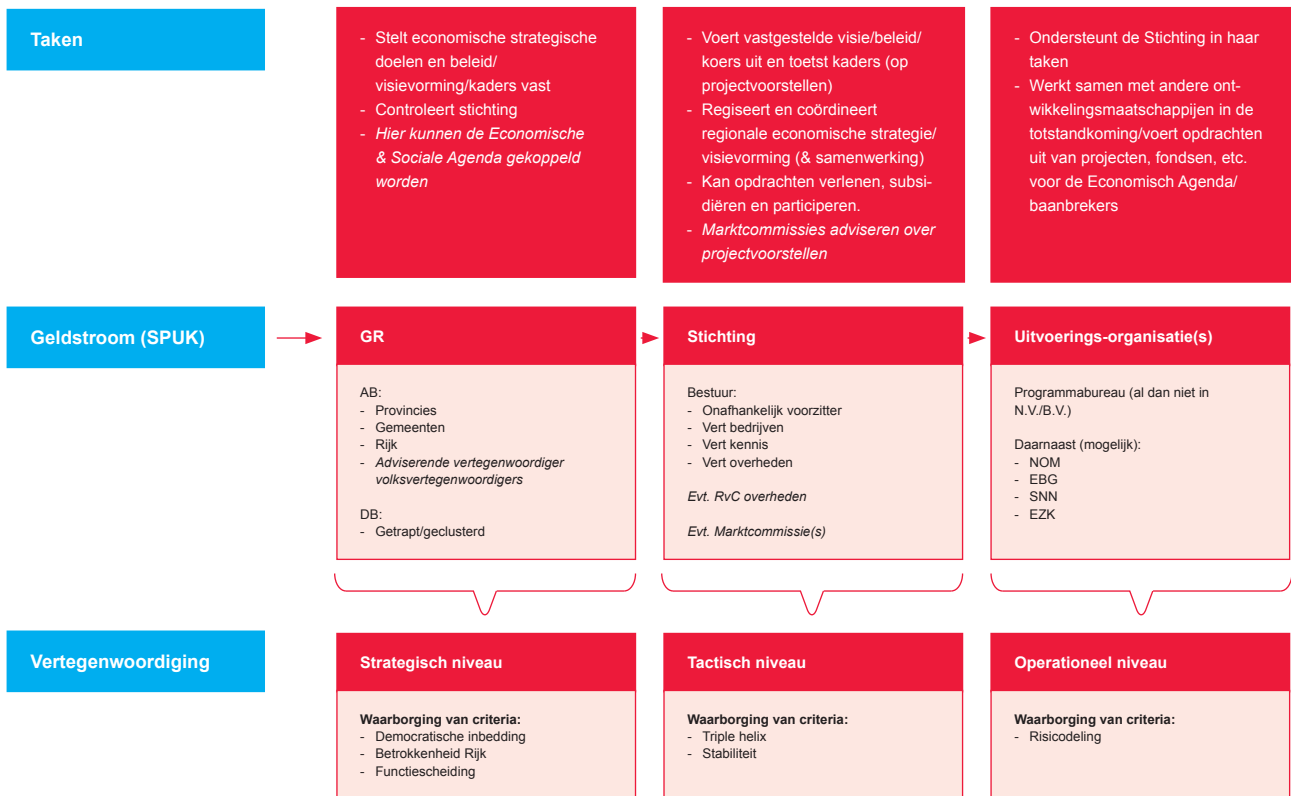 Taken
- Stelt economische strategische
doelen en beleid/
visievorming/kaders vast
- Controleert stichting
- Hier kunnen de Economische
& Sociale Agenda gekoppeld
worden
- Voert vastgestelde visie/beleid/
koers uit en toetst kaders (op
projectvoorstellen)
- Regiseert en coördineert
regionale economische strategie/
visievorming (& samenwerking)
- Kan opdrachten verlenen, subsi-
diëren en participeren.
- Marktcommissies adviseren over
projectvoorstellen
- Ondersteunt de Stichting in haar
taken
- Werkt samen met andere ont-
wikkelingsmaatschappijen in de
totstandkoming/voert opdrachten
uit van projecten, fondsen, etc.
voor de Economisch Agenda/
baanbrekers
Geldstroom (SPUK)
GR
AB:
- Provincies
- Gemeenten
- Rijk
- Adviserende vertegenwoordiger
volksvertegenwoordigers
DB:
- Getrapt/geclusterd
Stichting
Bestuur:
- Onafhankelijk voorzitter
- Vert bedrijven
- Vert kennis
- Vert overheden
Evt. RvC overheden
Evt. Marktcommissie(s)
Uitvoerings-organisatie(s)
Programmabureau (al dan niet in
N.V./B.V.)
Daarnaast (mogelijk):
- NOM
- EBG
- SNN
- EZK
Vertegenwoordiging
Strategisch niveau
Waarborging van criteria:
- Democratische inbedding
- Betrokkenheid Rijk
- Functiescheiding
Tactisch niveau
Waarborging van criteria:
- Triple helix
- Stabiliteit
Operationeel niveau
Waarborging van criteria:
- Risicodeling